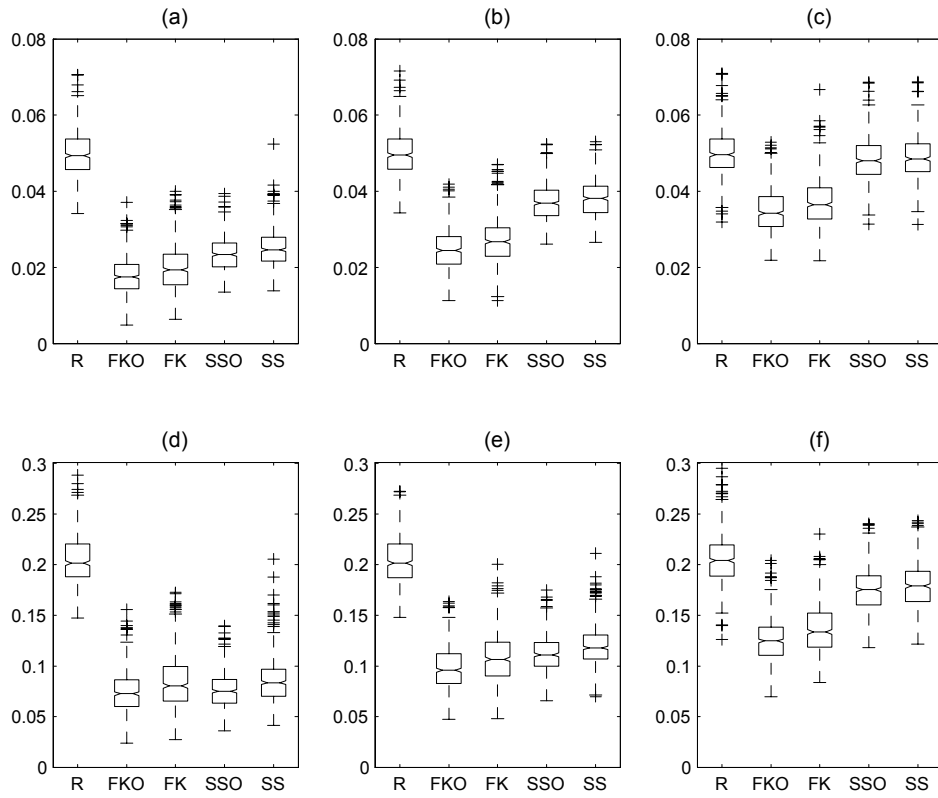 (a) (b) (c)
0.08 0.08 0.08
0.06 0.06 0.06
0.04 0.04 0.04
0.02 0.02 0.02
0 0 0
R FKO FK SSO SS R FKO FK SSO SS R FKO FK SSO SS
(d) (e) (f)
0.3 0.3 0.3
0.25 0.25 0.25
0.2 0.2 0.2
0.15 0.15 0.15
0.1 0.1 0.1
0.05 0.05 0.05
0 0 0
R FKO FK SSO SS R FKO FK SSO SS R FKO FK SSO SS